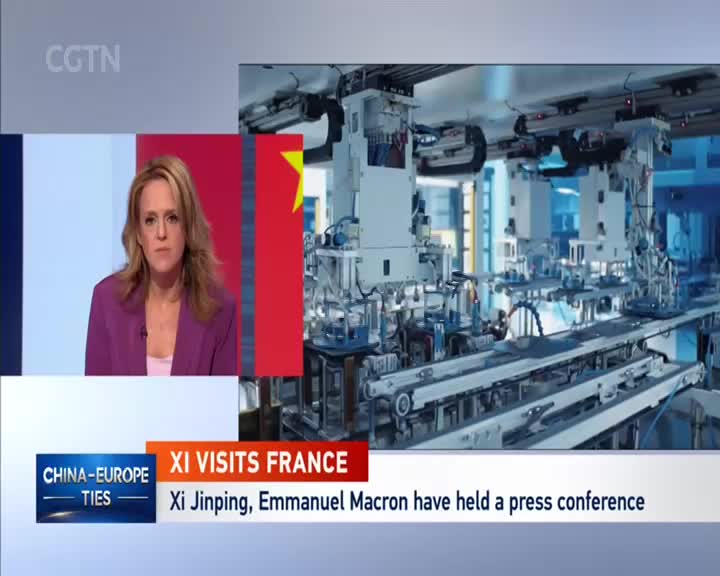 CGTN
XI VISITS FRANCE
CHINA-EUROPE
TIES
Xi Jinping, Emmanuel Macron have held a press conference